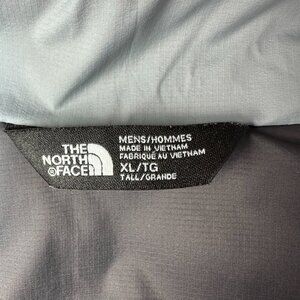 THE
NORTH
®FACE
MENS/HOMMES
MADE IN VIETNAM
FABRIQUÉ AU VIETNAM
XL/TG
TALL/GRANDE